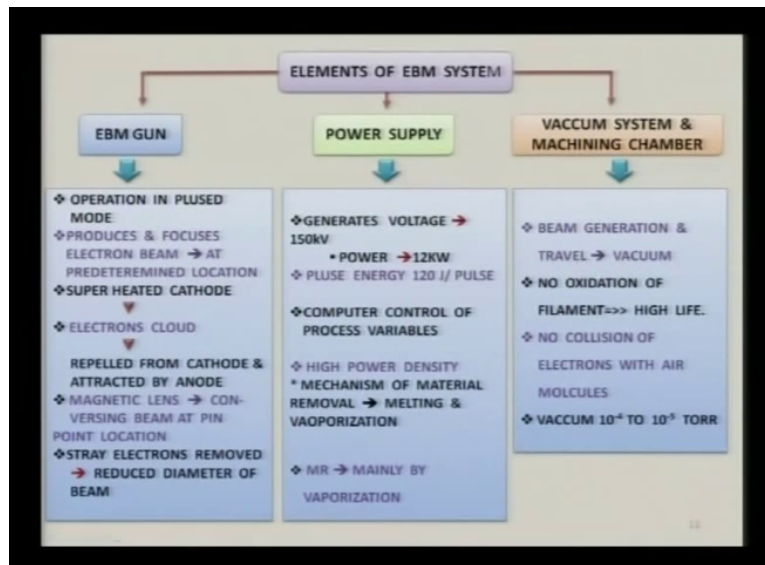 ELEMENTS OF EBM SYSTEM
EBM GUN
❖ OPERATION IN PLUSED
MODE
❖PRODUCES & FOCUSES
ELECTRON BEAM ➔ AT
PREDETEREMINED LOCATION
❖SUPER HEATED CATHODE
❖ ELECTRONS CLOUD
REPELLED FROM CATHODE &
ATTRACTED BY ANODE
❖MAGNETIC LENS ➔ CON-
VERSING BEAM AT PIN
POINT LOCATION
❖STRAY ELECTRONS REMOVED
➔ REDUCED DIAMETER OF
BEAM
POWER SUPPLY
❖GENERATES VOLTAGE ➔
150kV
• POWER ➔12KW
❖ PLUSE ENERGY 120 J/ PULSE
❖COMPUTER CONTROL OF
PROCESS VARIABLES
❖ HIGH POWER DENSITY
* MECHANISM OF MATERIAL
REMOVAL ➔ MELTING &
VAOPORIZATION
❖ MR ➔ MAINLY BY
VAPORIZATION
VACCUM SYSTEM &
MACHINING CHAMBER
❖ BEAM GENERATION &
TRAVEL ➔ VACUUM
❖ NO OXIDATION OF
FILAMENT=>> HIGH LIFE.
❖ NO COLLISION OF
ELECTRONS WITH AIR
MOLCULES
❖ VACCUM 10⁻⁴ TO 10⁻⁵ TORR